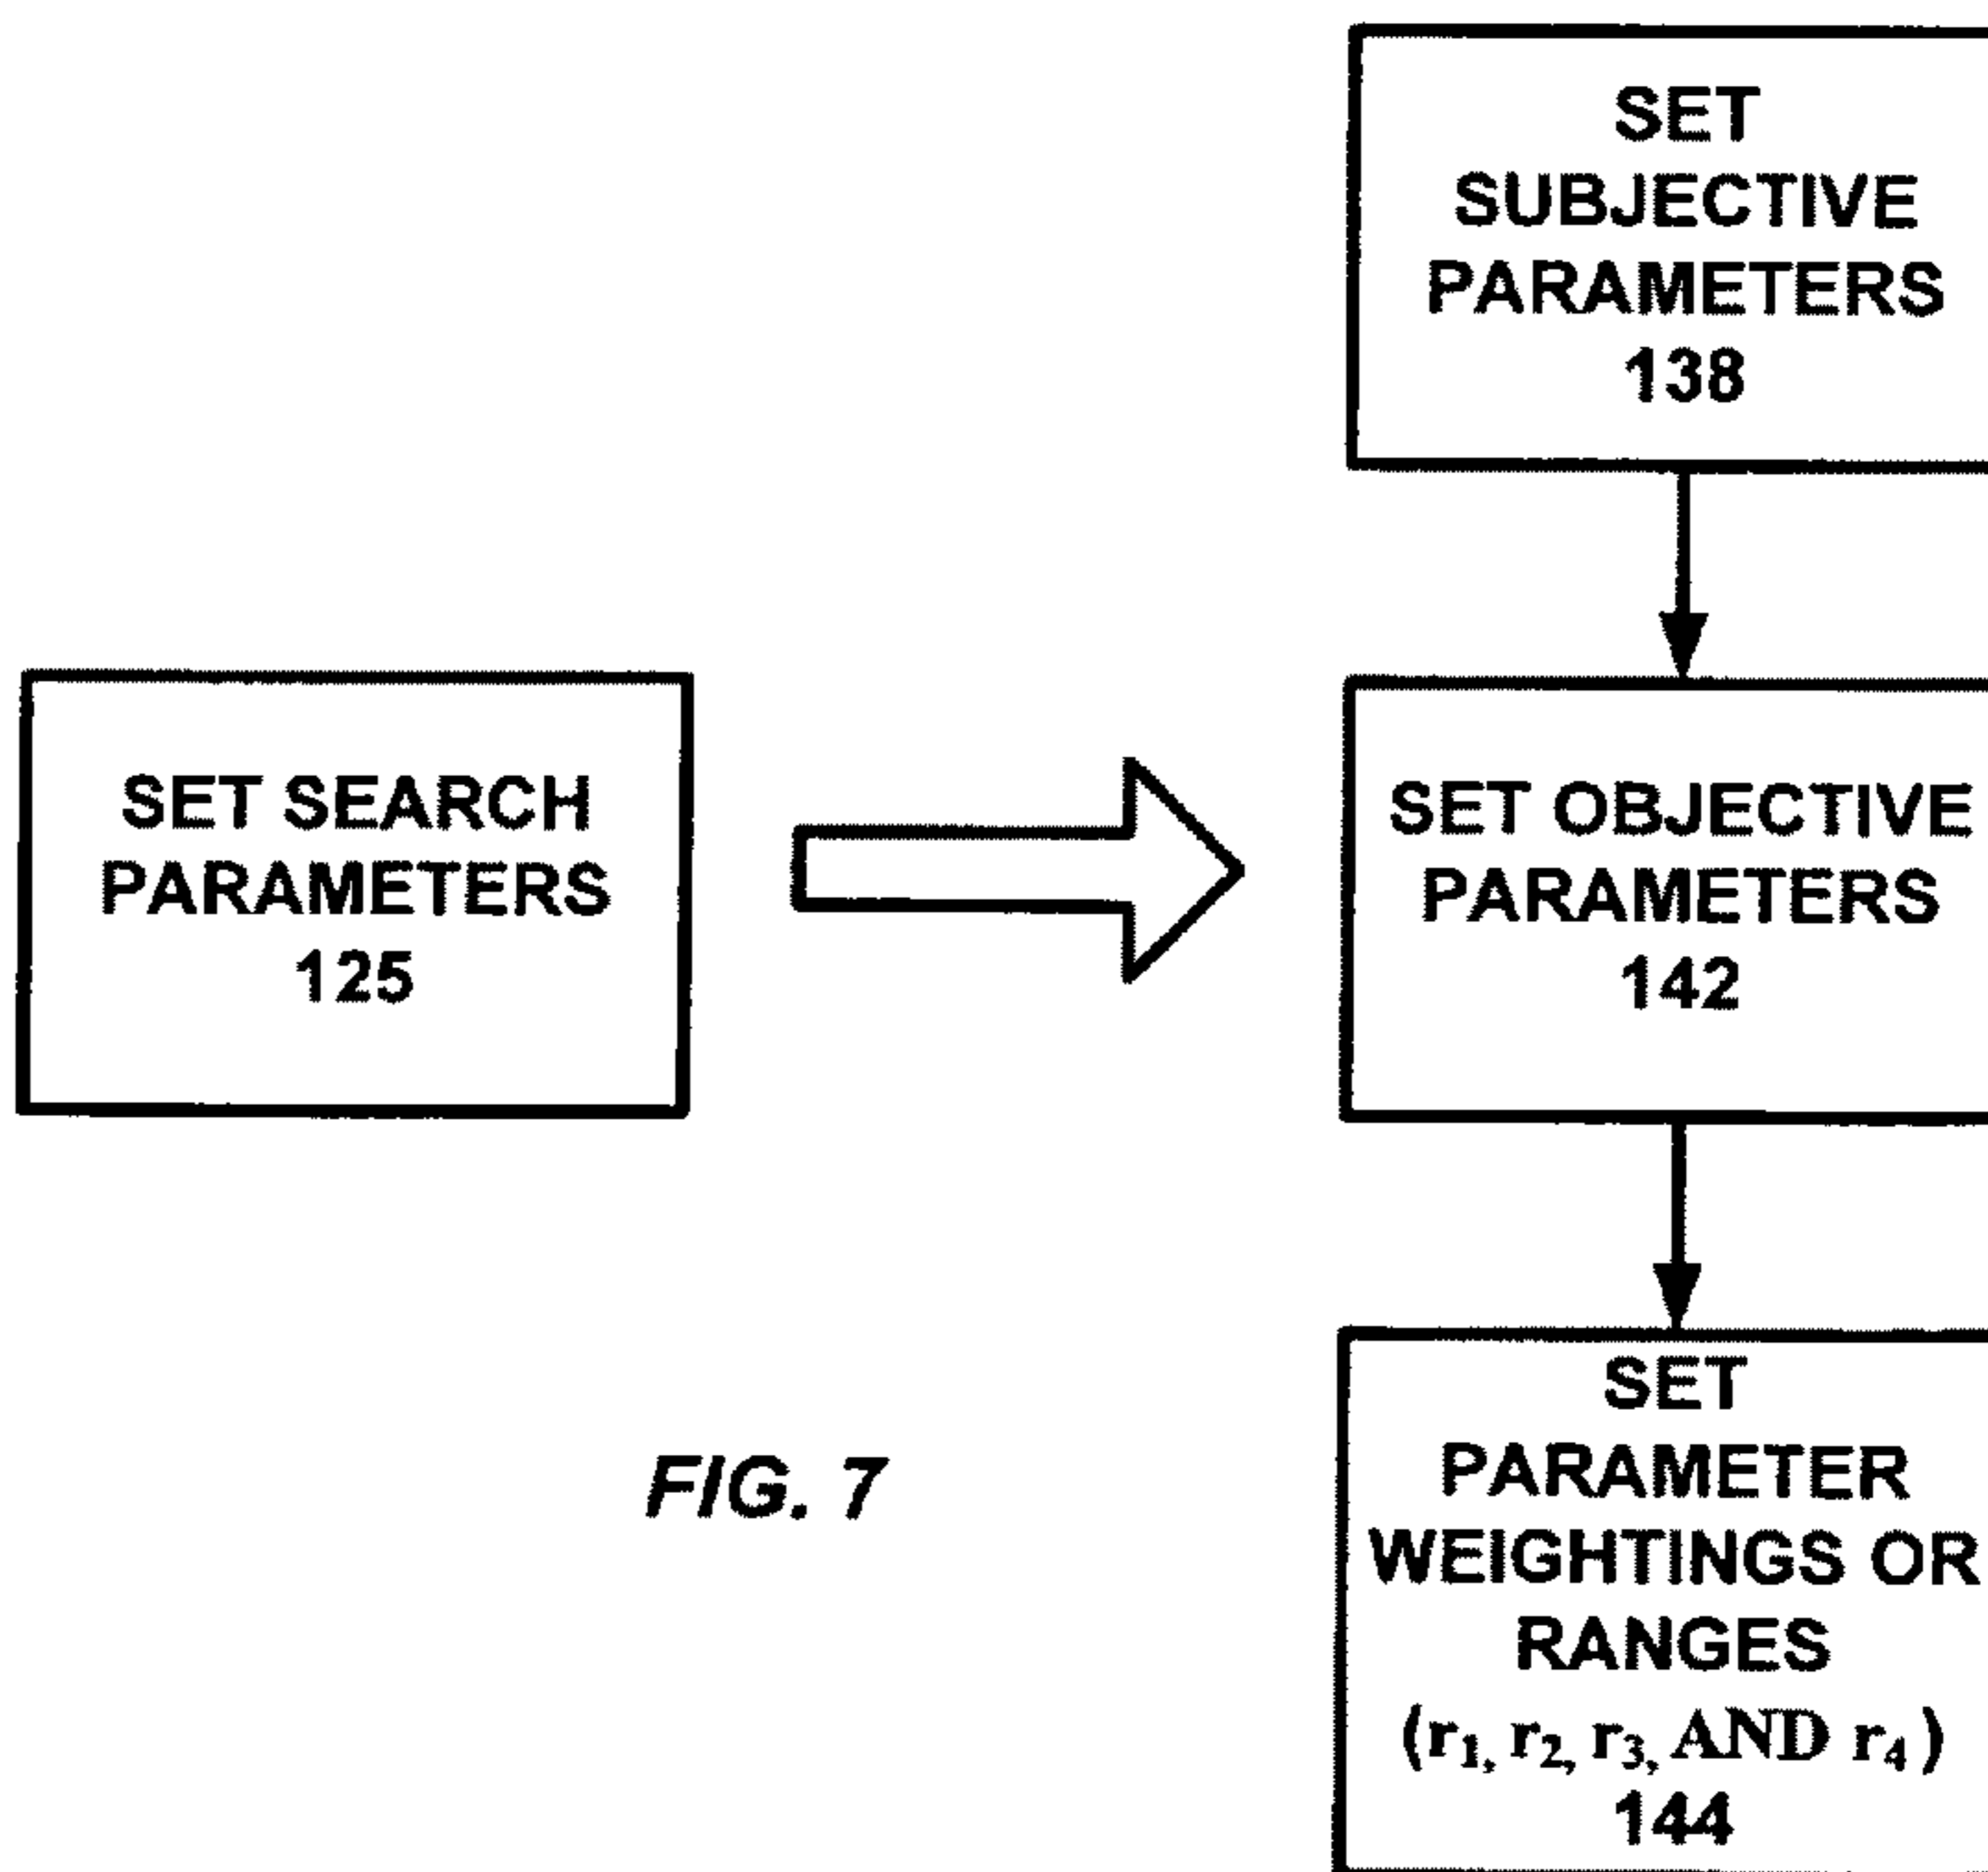 SET
SUBJECTIVE
PARAMETERS
138
SET SEARCH
PARAMETERS
125
SET OBJECTIVE
PARAMETERS
142
SET
PARAMETER
WEIGHTINGS OR
RANGES
(r1, r2, r3, AND r4 )
144
FIG. 7